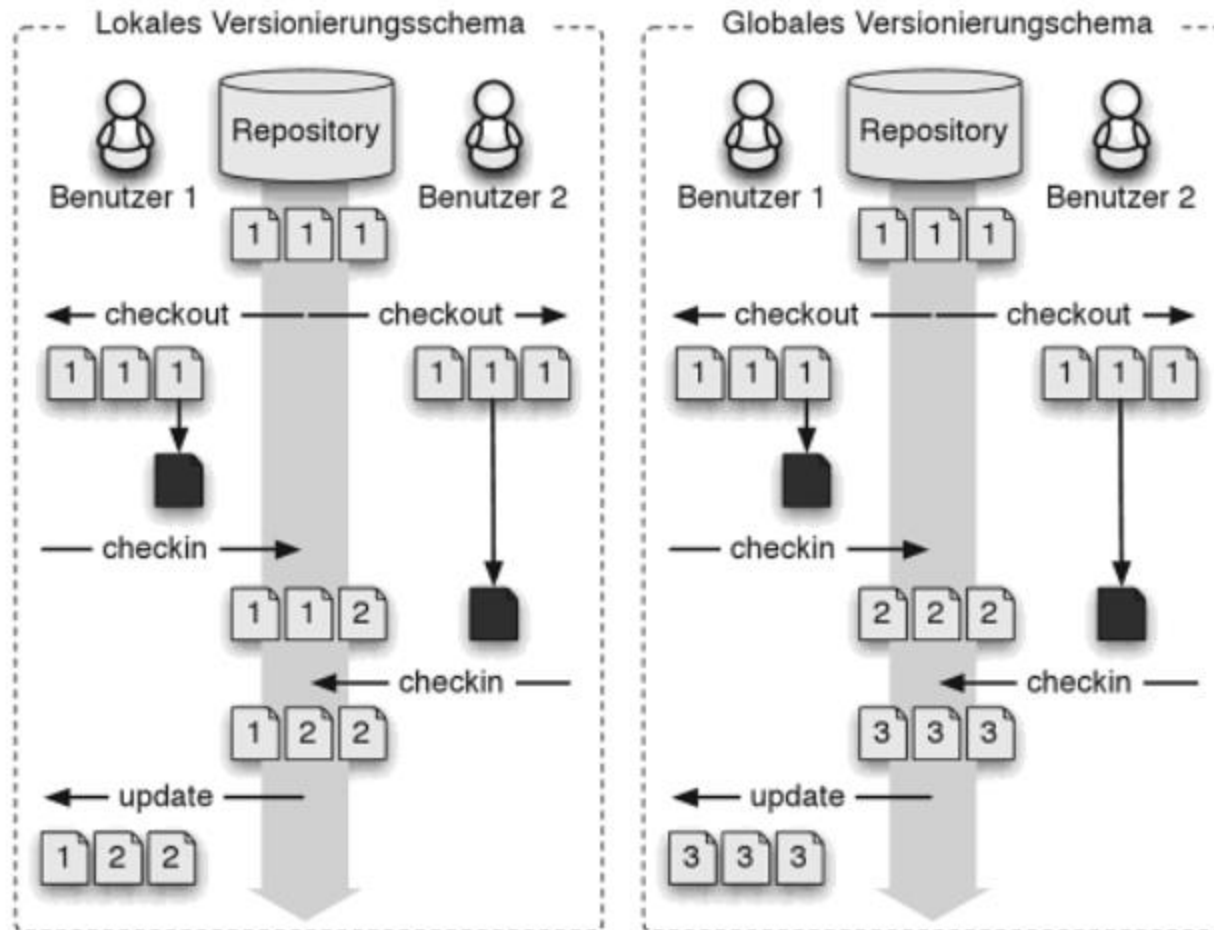 Lokales Versionierungsschema
Repository
Benutzer 1
Benutzer 2
1 1 1
checkout
checkout
1 1 1
1 1 1
checkin
1 1 2
checkin
1 2 2
update
1 2 2
Globales Versionierungschema
Repository
Benutzer 1
Benutzer 2
1 1 1
checkout
checkout
1 1 1
1 1 1
checkin
2 2 2
checkin
3 3 3
update
3 3 3